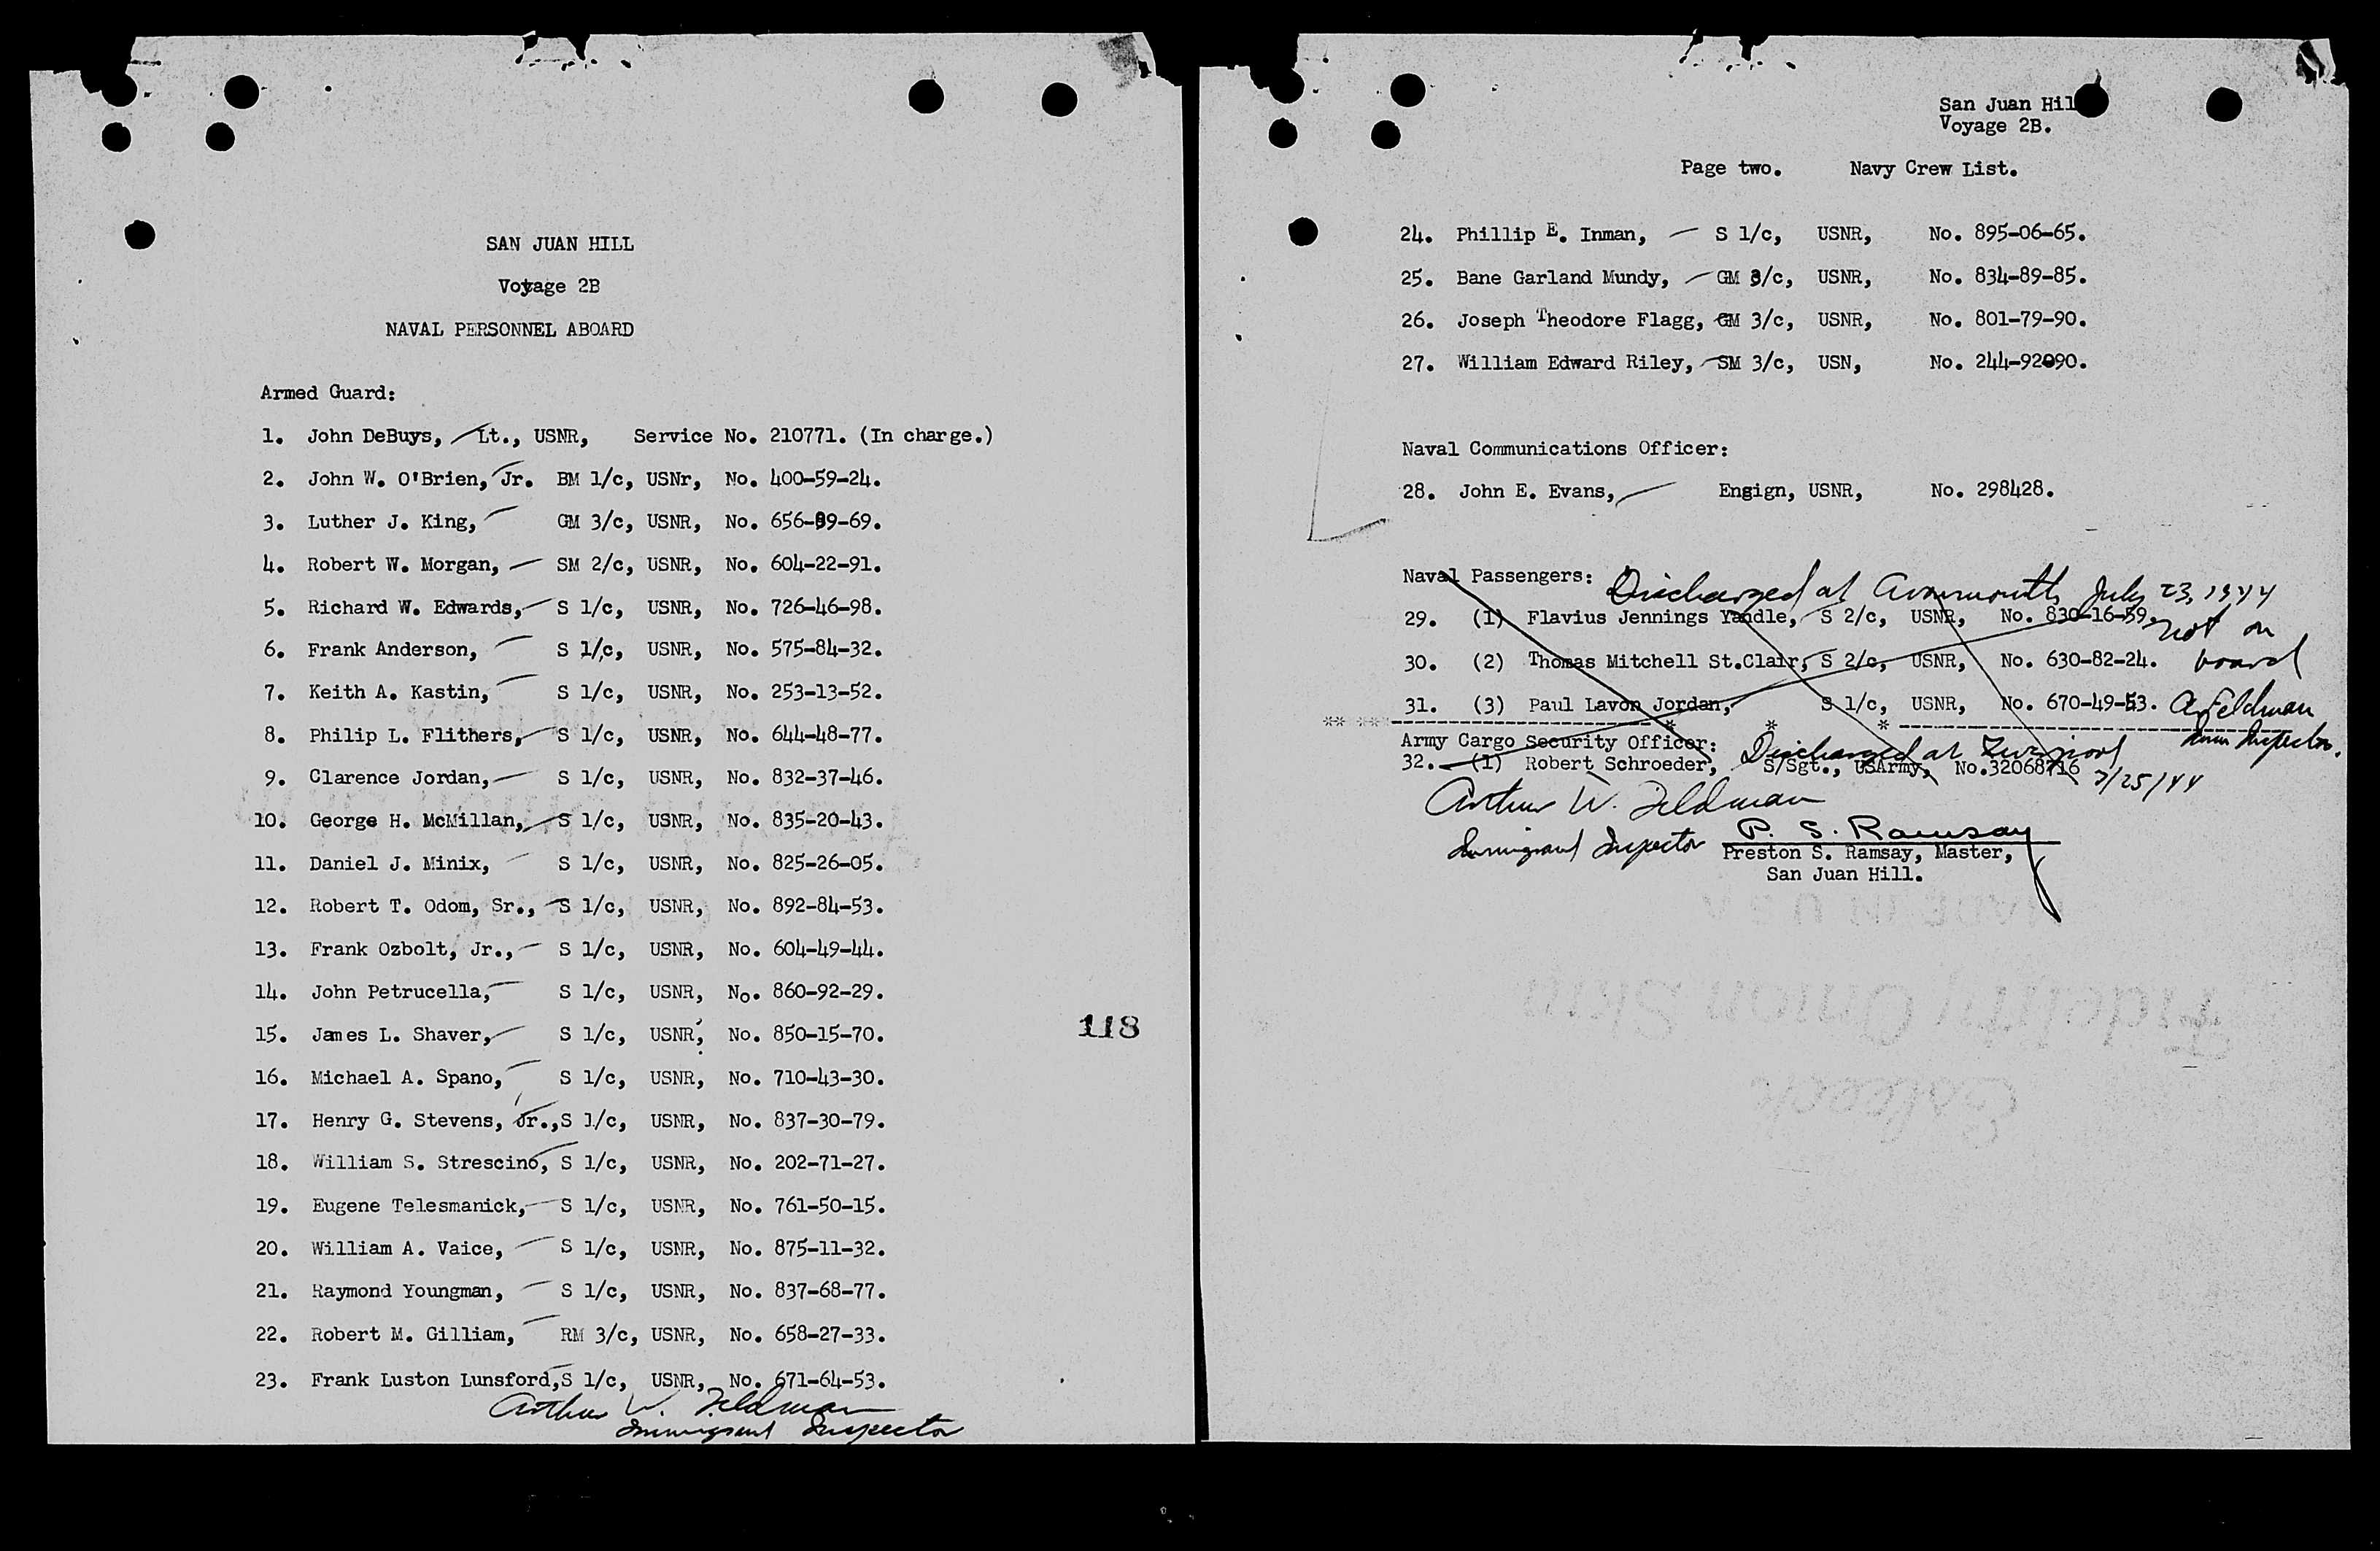 SAN JUAN HILL
Voyage 2B
NAVAL PERSONNEL ABOARD
Armed Guard:
1. John DeBuys, Lt., USNR, Service No. 210771. (In charge.)
2. John W. O'Brien, Jr. BM 1/c, USNr, No. 400-59-24.
3. Luther J. King, GM 3/c, USNR, No. 656-99-69.
4. Robert W. Morgan, SM 2/c, USNR, No. 604-22-91.
5. Richard W. Edwards, S 1/c, USNR, No. 726-46-98.
6. Frank Anderson, S 1/c, USNR, No. 575-84-32.
7. Keith A. Kastin, S 1/c, USNR, No. 253-13-52.
8. Philip L. Flithers, S 1/c, USNR, No. 644-48-77.
9. Clarence Jordan, S 1/c, USNR, No. 832-37-46.
10. George H. McMillan, S 1/c, USNR, No. 835-20-43.
11. Daniel J. Minix, S 1/c, USNR, No. 825-26-05.
12. Robert T. Odom, Sr., S 1/c, USNR, No. 892-84-53.
13. Frank Ozbolt, Jr., S 1/c, USNR, No. 604-49-44.
14. John Petrucella, S 1/c, USNR, No. 860-92-29.
15. James L. Shaver, S 1/c, USNR, No. 850-15-70.
16. Michael A. Spano, S 1/c, USNR, No. 710-43-30.
17. Henry G. Stevens, Jr., S 1/c, USNR, No. 837-30-79.
18. William S. Strescino, S 1/c, USNR, No. 202-71-27.
19. Eugene Telesmanick, S 1/c, USNR, No. 761-50-15.
20. William A. Vaice, S 1/c, USNR, No. 875-11-32.
21. Raymond Youngman, S 1/c, USNR, No. 837-68-77.
22. Robert M. Gilliam, RM 3/c, USNR, No. 658-27-33.
23. Frank Luston Lunsford, S 1/c, USNR, No. 671-64-53.
Arthur W. Feldman
Immigrant Inspector
118
San Juan Hil
Voyage 2B.
Page two. Navy Crew List.
24. Phillip E. Inman, S 1/c, USNR, No. 895-06-65.
25. Bane Garland Mundy, GM 3/c, USNR, No. 834-89-85.
26. Joseph Theodore Flagg, GM 3/c, USNR, No. 801-79-90.
27. William Edward Riley, SM 3/c, USN, No. 244-92090.
Naval Communications Officer:
28. John E. Evans, Ensign, USNR, No. 298428.
Naval Passengers: Discharged at Avonmouth July 23, 1944
29. (1) Flavius Jennings Yandle, S 2/c, USNR, No. 830-16-59. not on
30. (2) Thomas Mitchell St.Clair, S 2/c, USNR, No. 630-82-24. board
31. (3) Paul Lavon Jordan, S 1/c, USNR, No. 670-49-53. A Feldman
Imm Inspector.
Army Cargo Security Officer: Discharged at Liverpool
32. (1) Robert Schroeder, S/Sgt., USArmy, No.32068716 7/25/44
Arthur W. Feldman
Immigrant Inspector
P. S. Ramsay
Preston S. Ramsay, Master,
San Juan Hill.
MADE IN USA
Fidelity Onion Skin
Esleeck